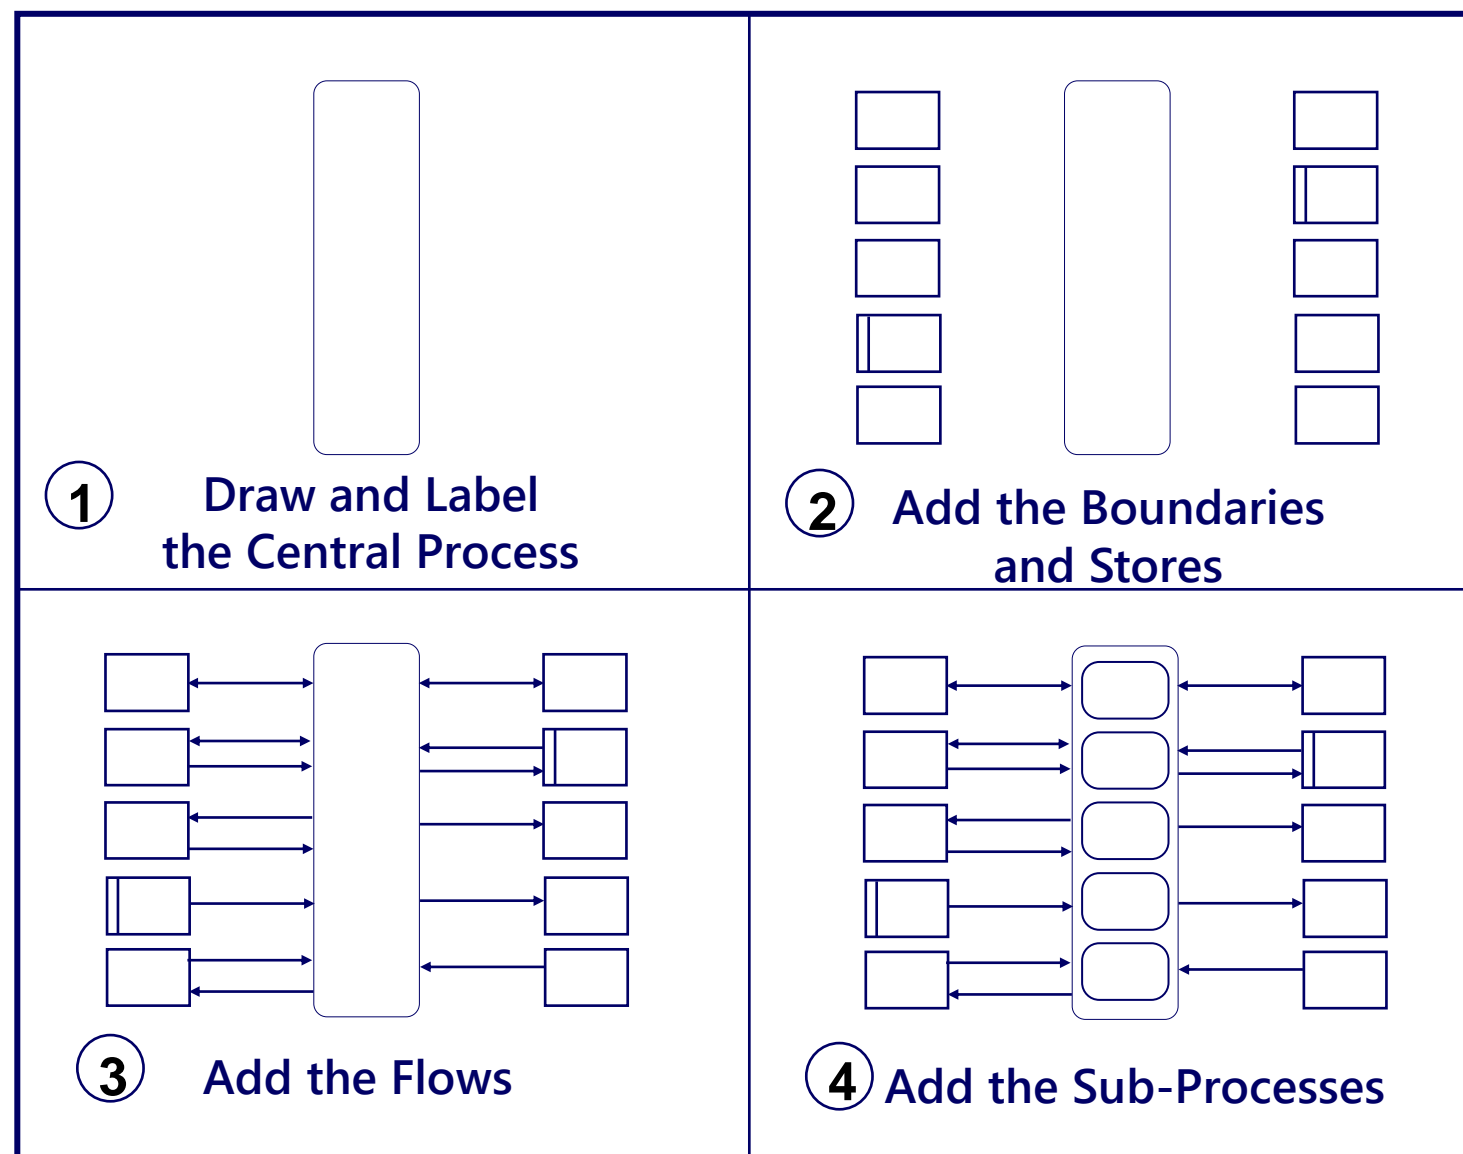 1
Draw and Label
the Central Process
2
Add the Boundaries
and Stores
3
Add the Flows
4
Add the Sub-Processes